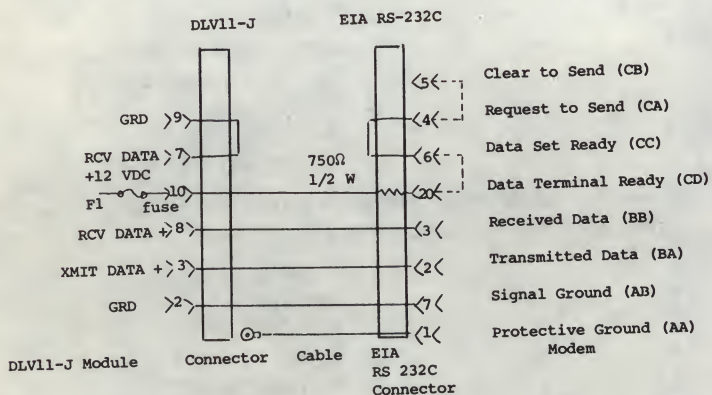 DLV11-J EIA RS-232C
<5< Clear to Send (CB)
GRD >9> <4< Request to Send (CA)
RCV DATA >7> <6< Data Set Ready (CC)
+12 VDC 750Ω
1/2 W
F1 fuse >10> <20< Data Terminal Ready (CD)
RCV DATA +>8> <3< Received Data (BB)
XMIT DATA +>3> <2< Transmitted Data (BA)
GRD >2> <7< Signal Ground (AB)
<1< Protective Ground (AA)
Modem
DLV11-J Module Connector Cable EIA
RS 232C
Connector